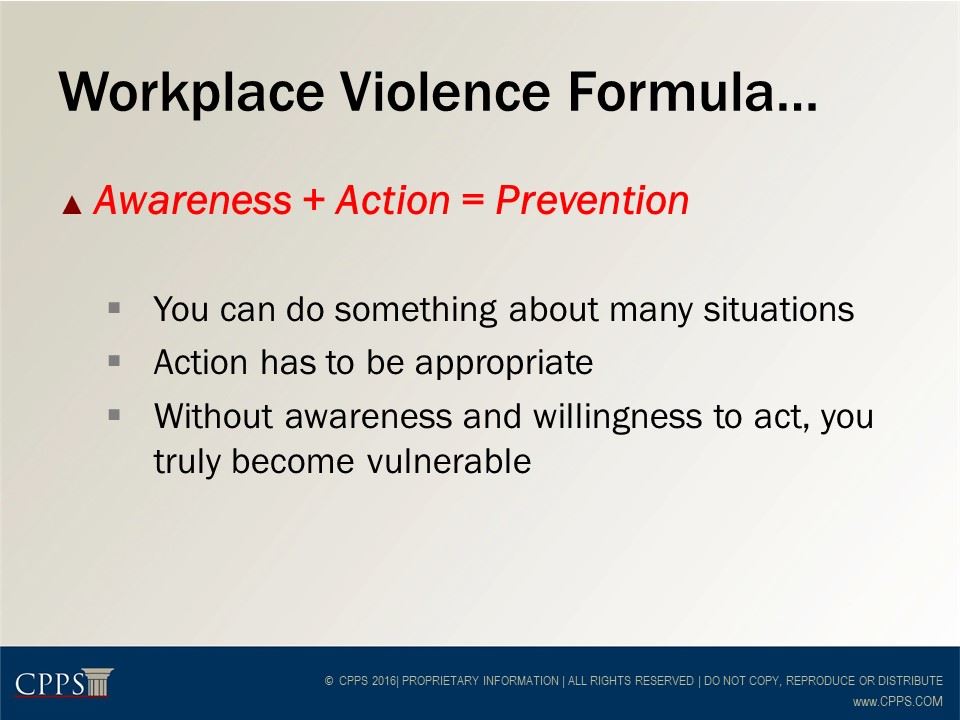 Workplace Violence Formula...
▲ Awareness + Action = Prevention
▪ You can do something about many situations
▪ Action has to be appropriate
▪ Without awareness and willingness to act, you
truly become vulnerable
CPPS
© CPPS 2016| PROPRIETARY INFORMATION | ALL RIGHTS RESERVED | DO NOT COPY, REPRODUCE OR DISTRIBUTE
www.CPPS.COM